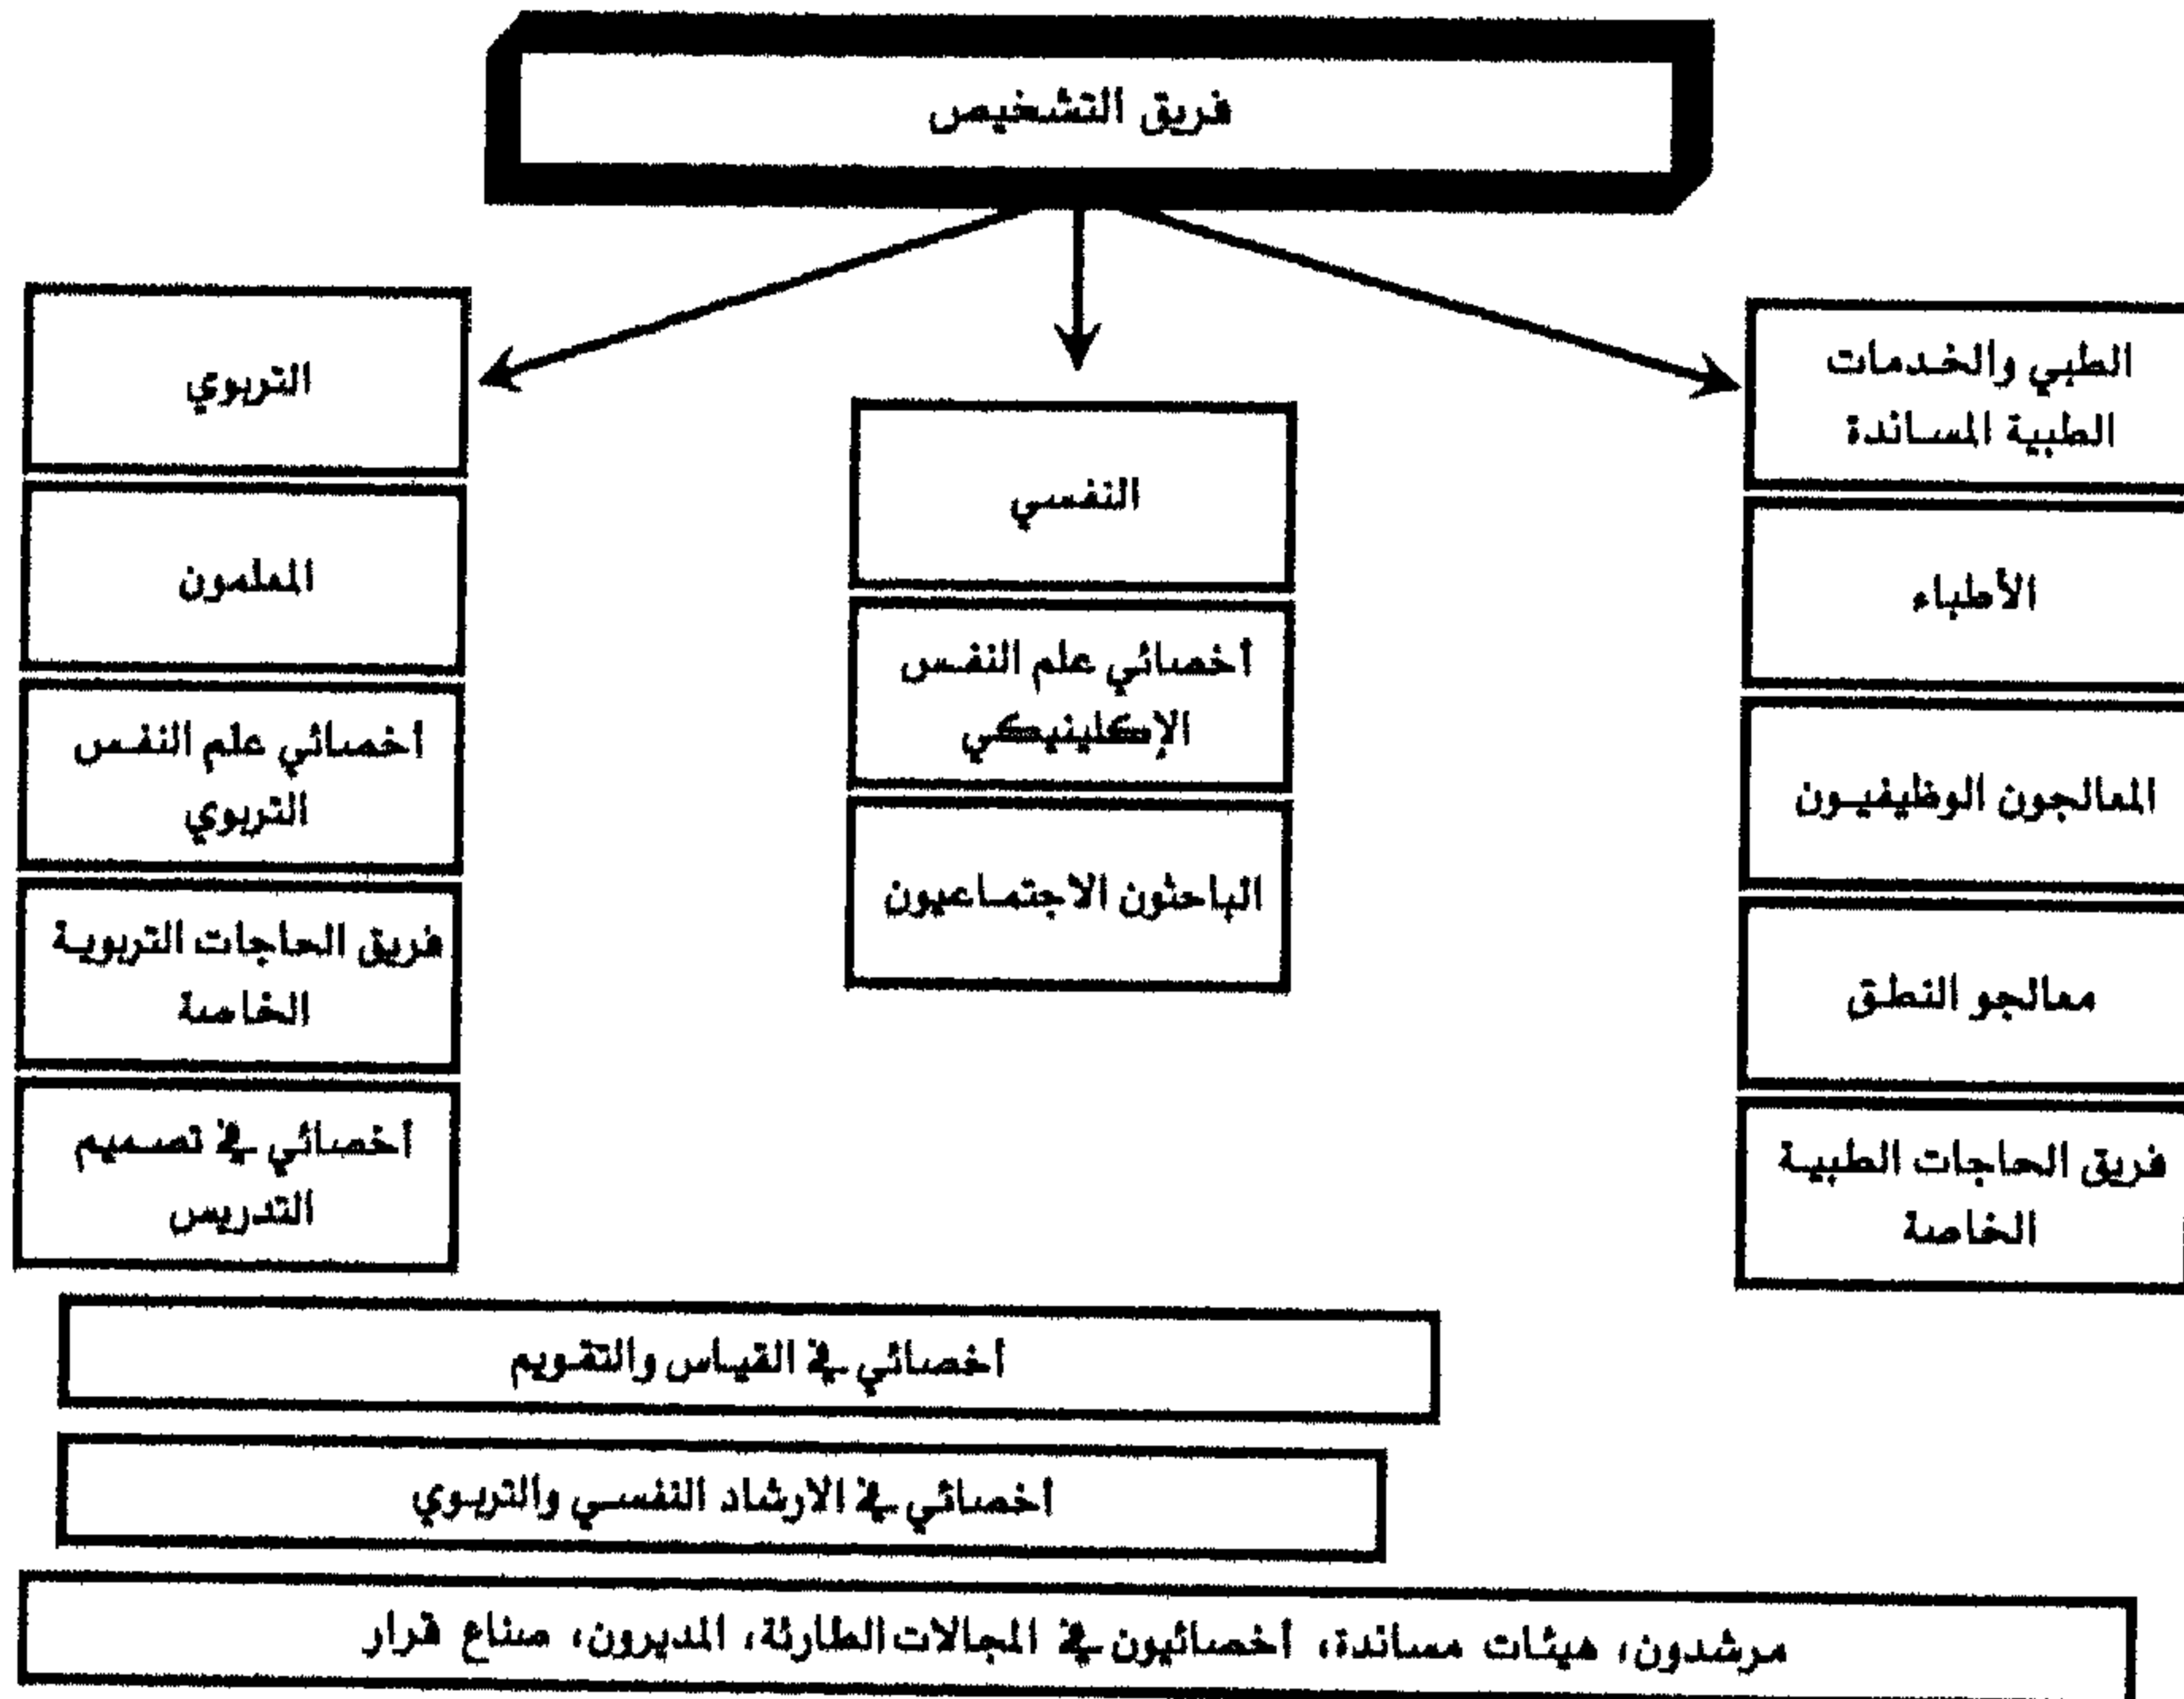 فريق التشخيص
الطبي والخدمات
الطبية المساندة
الأطباء
المعالجون الوظيفيون
معالجو النطق
فريق الحاجات الطبية
الخاصة
النفسي
أخصائي علم النفس
الإكلينيكي
الباحثون الاجتماعيون
التربوي
المعلمون
أخصائي علم النفس
التربوي
فريق الحاجات التربوية
الخاصة
أخصائي في تصميم
التدريس
أخصائي في القياس والتقويم
أخصائي في الارشاد النفسي والتربوي
مرشدون، هيئات مساندة، أخصائيون في المجالات الطارئة، المديرون، صناع قرار